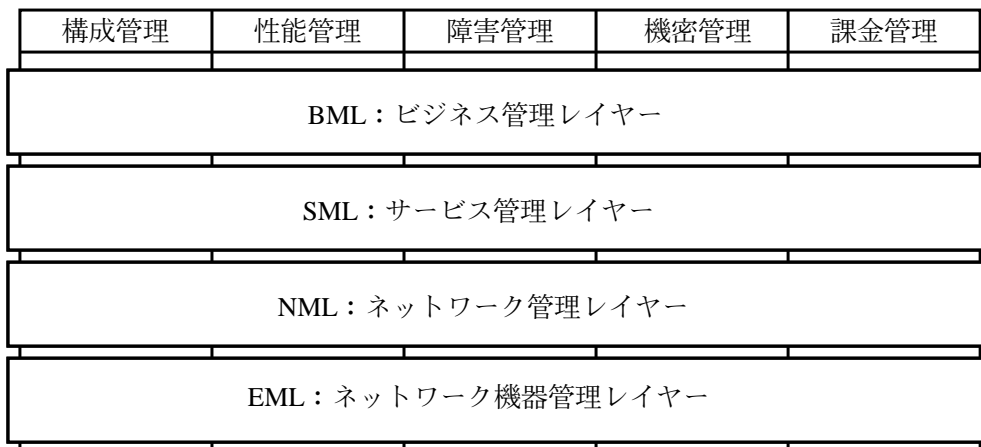 構成管理 性能管理 障害管理 機密管理 課金管理
BML：ビジネス管理レイヤー
SML：サービス管理レイヤー
NML：ネットワーク管理レイヤー
EML：ネットワーク機器管理レイヤー